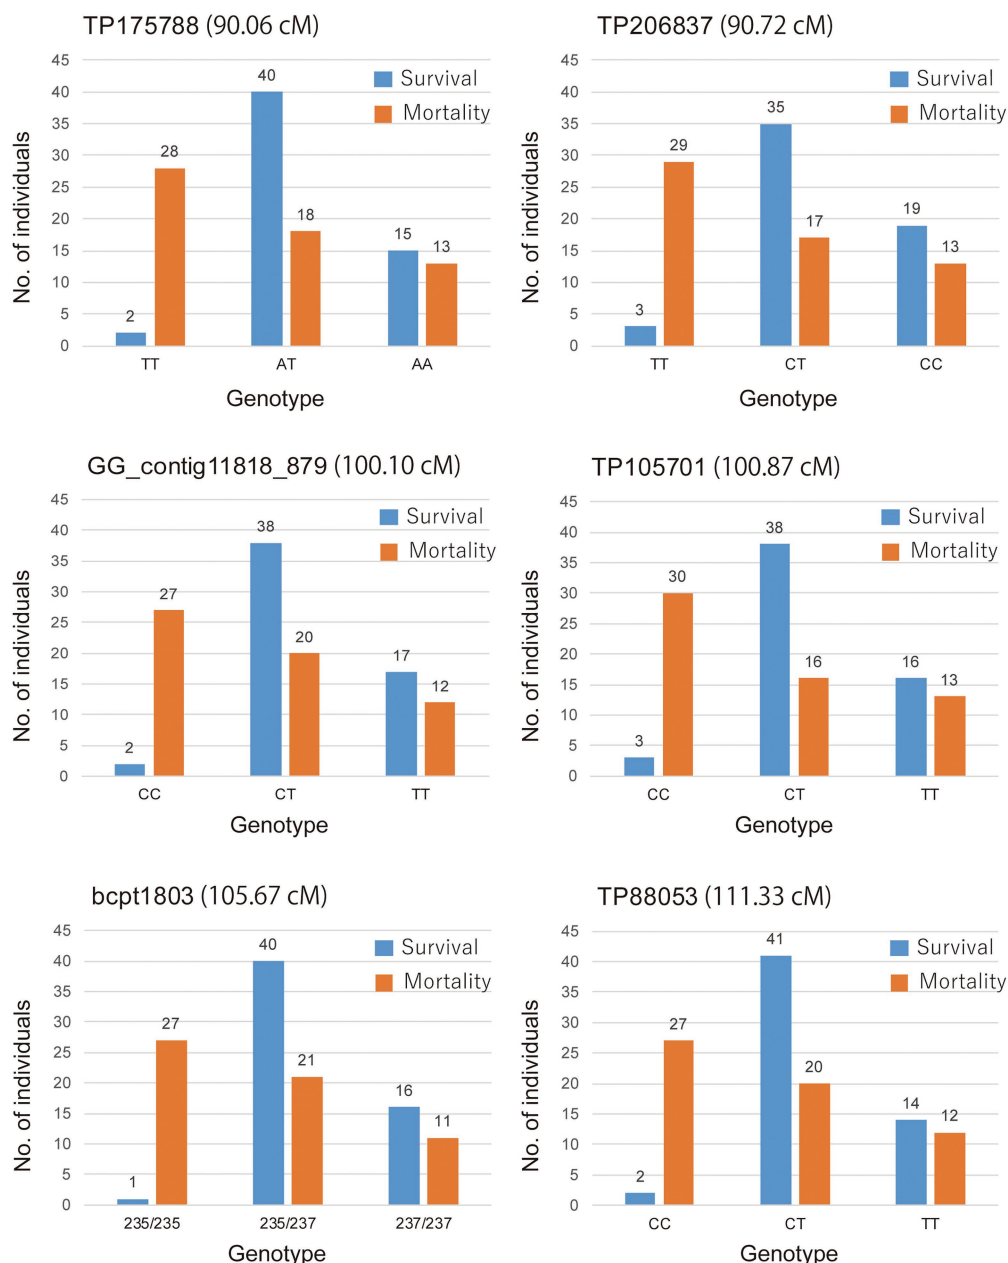 TP175788 (90.06 cM)
45
40
35
30
25
20
15
10
5
0
No. of individuals
Survival
Mortality
2
28
40
18
15
13
TT
AT
AA
Genotype
TP206837 (90.72 cM)
45
40
35
30
25
20
15
10
5
0
No. of individuals
Survival
Mortality
3
29
35
17
19
13
TT
CT
CC
Genotype
GG_contig11818_879 (100.10 cM)
45
40
35
30
25
20
15
10
5
0
No. of individuals
Survival
Mortality
2
27
38
20
17
12
CC
CT
TT
Genotype
TP105701 (100.87 cM)
45
40
35
30
25
20
15
10
5
0
No. of individuals
Survival
Mortality
3
30
38
16
16
13
CC
CT
TT
Genotype
bcpt1803 (105.67 cM)
45
40
35
30
25
20
15
10
5
0
No. of individuals
Survival
Mortality
1
27
40
21
16
11
235/235
235/237
237/237
Genotype
TP88053 (111.33 cM)
45
40
35
30
25
20
15
10
5
0
No. of individuals
Survival
Mortality
2
27
41
20
14
12
CC
CT
TT
Genotype